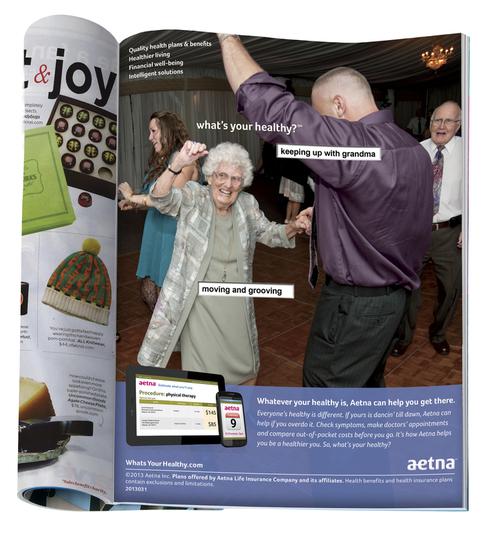 & joy
Quality health plans & benefits
Healthier living
Financial well-being
Intelligent solutions
what's your healthy?™
keeping up with grandma
moving and grooving
aetna
Procedure: physical therapy
$145
$85
aetna
9
Whatever your healthy is, Aetna can help you get there.
Everyone's healthy is different. If yours is dancin' till dawn, Aetna can
help if you overdo it. Check symptoms, make doctors' appointments
and compare out-of-pocket costs before you go. It's how Aetna helps
you be a healthier you. So, what's your healthy?
WhatsYourHealthy.com
aetna™
©2013 Aetna Inc. Plans offered by Aetna Life Insurance Company and its affiliates. Health benefits and health insurance plans
contain exclusions and limitations.
2013031